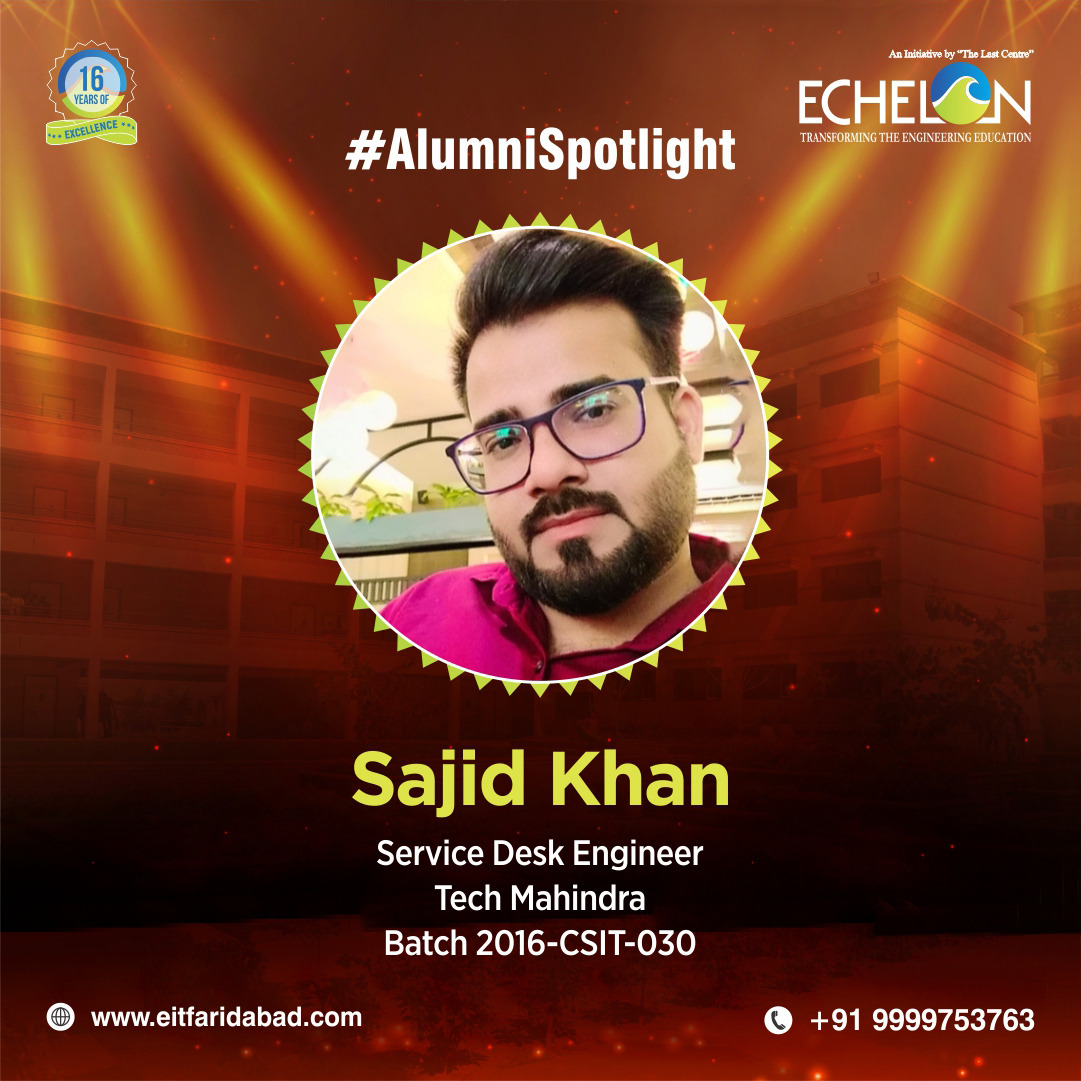 16
YEARS OF
EXCELLENCE
An Initiative by "The Last Centre"
ECHELON
TRANSFORMING THE ENGINEERING EDUCATION
#AlumniSpotlight
Sajid Khan
Service Desk Engineer
Tech Mahindra
Batch 2016-CSIT-030
www.eitfaridabad.com
+91 9999753763